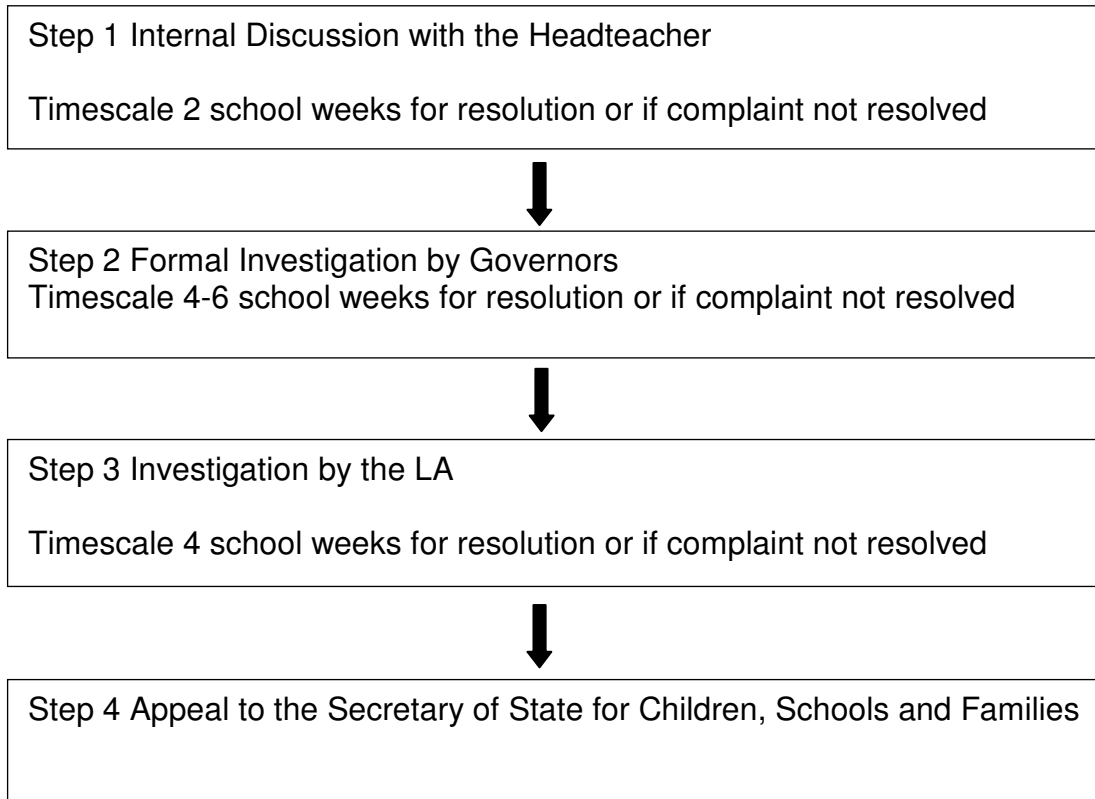 Step 1 Internal Discussion with the Headteacher
Timescale 2 school weeks for resolution or if complaint not resolved
Step 2 Formal Investigation by Governors
Timescale 4-6 school weeks for resolution or if complaint not resolved
Step 3 Investigation by the LA
Timescale 4 school weeks for resolution or if complaint not resolved
Step 4 Appeal to the Secretary of State for Children, Schools and Families